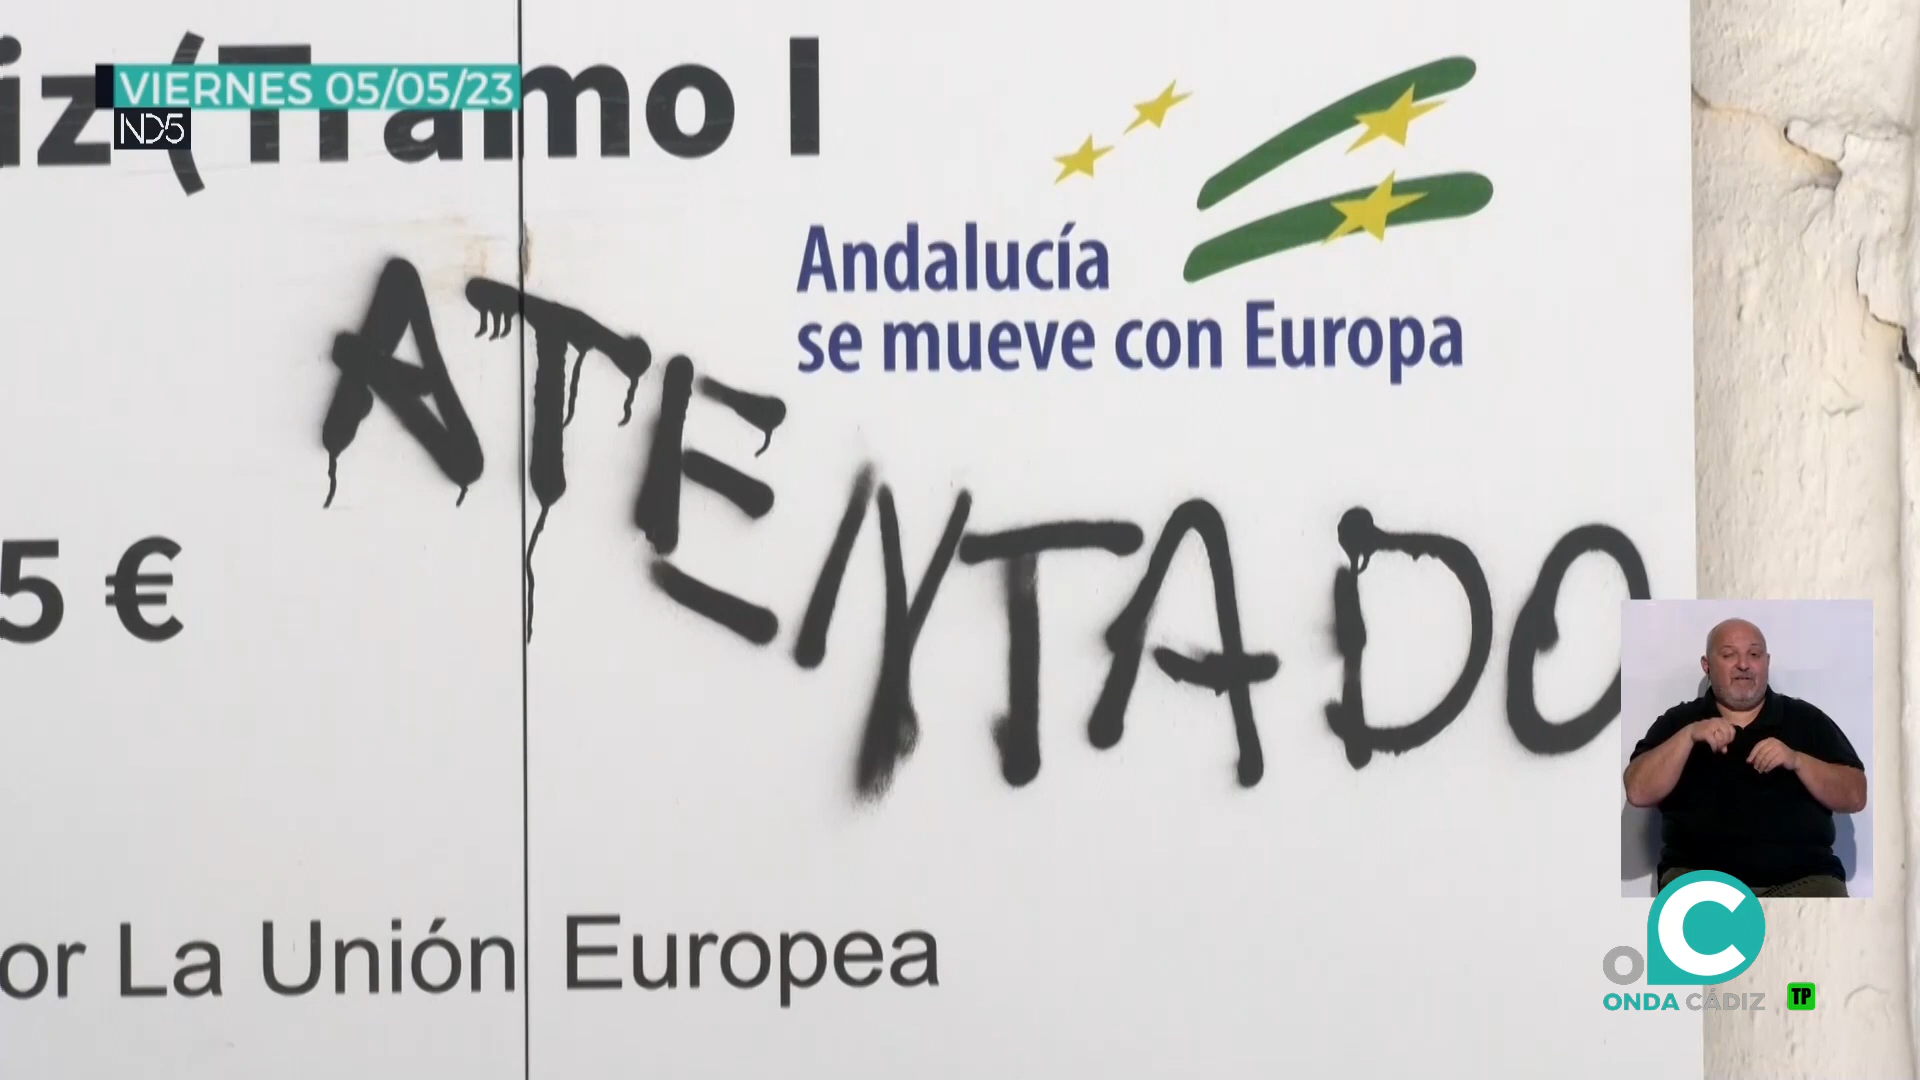 iz (Tramo I
VIERNES 05/05/23
ND5
Andalucía
se mueve con Europa
ATENTADO
5 €
or La Unión Europea
OC
ONDA CÁDIZ
TP